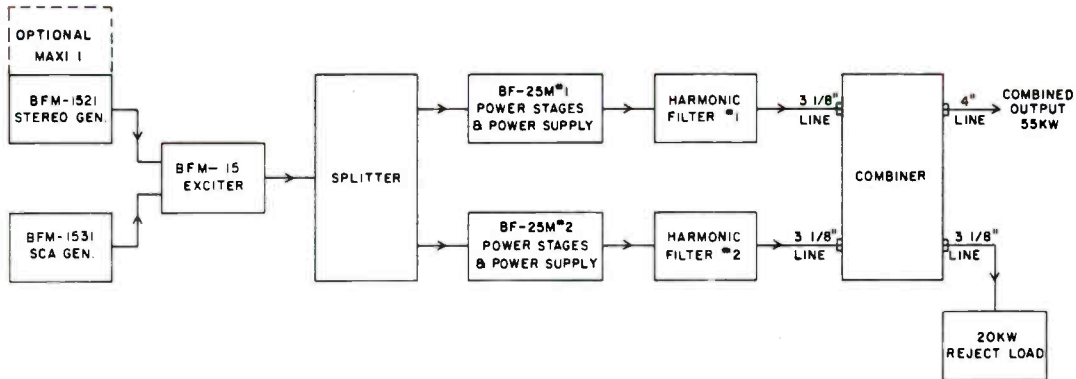 OPTIONAL
MAXI 1
BFM-1521
STEREO GEN.
BFM-1531
SCA GEN.
BFM-15
EXCITER
SPLITTER
BF-25M#1
POWER STAGES
& POWER SUPPLY
HARMONIC
FILTER #1
3 1/8"
LINE
BF-25M#2
POWER STAGES
& POWER SUPPLY
HARMONIC
FILTER #2
3 1/8"
LINE
COMBINER
4"
LINE
COMBINED
OUTPUT
55KW
3 1/8"
LINE
20KW
REJECT LOAD